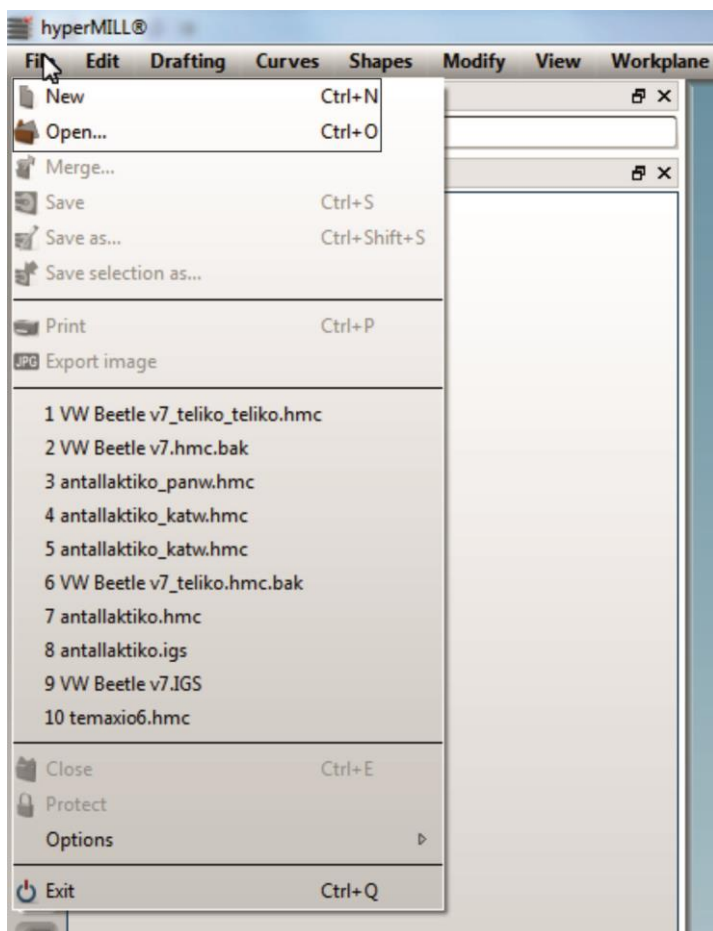 hyperMILL®
File Edit Drafting Curves Shapes Modify View Workplane
New Ctrl+N
Open... Ctrl+O
Merge...
Save Ctrl+S
Save as... Ctrl+Shift+S
Save selection as...
Print Ctrl+P
JPG Export image
1 VW Beetle v7_teliko_teliko.hmc
2 VW Beetle v7.hmc.bak
3 antallaktiko_panw.hmc
4 antallaktiko_katw.hmc
5 antallaktiko_katw.hmc
6 VW Beetle v7_teliko.hmc.bak
7 antallaktiko.hmc
8 antallaktiko.igs
9 VW Beetle v7.IGS
10 temaxio6.hmc
Close Ctrl+E
Protect
Options
Exit Ctrl+Q